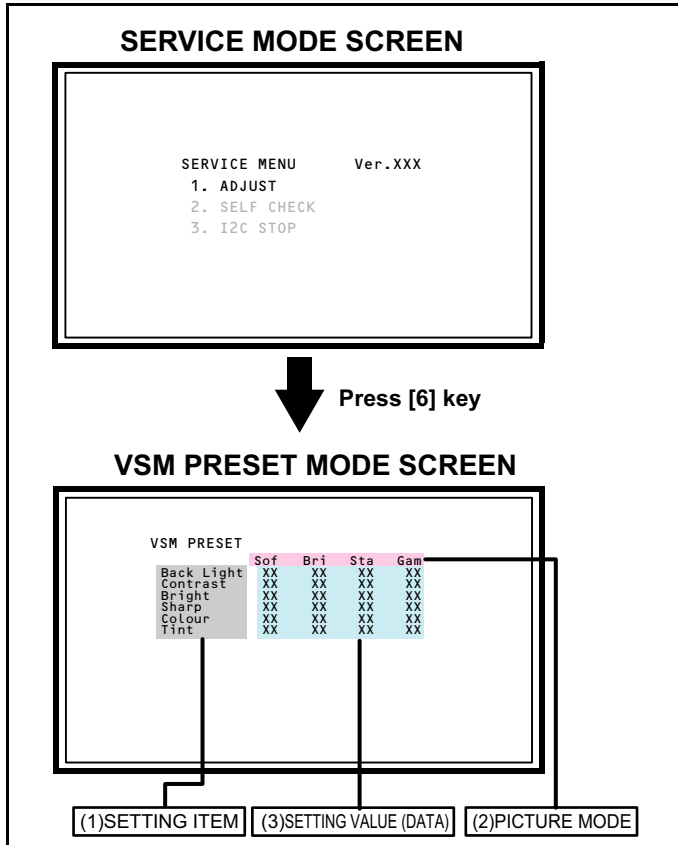 SERVICE MODE SCREEN
SERVICE MENU Ver.XXX
1. ADJUST
2. SELF CHECK
3. I2C STOP
Press [6] key
VSM PRESET MODE SCREEN
VSM PRESET
Sof Bri Sta Gam
Back Light XX XX XX XX
Contrast XX XX XX XX
Bright XX XX XX XX
Sharp XX XX XX XX
Colour XX XX XX XX
Tint XX XX XX XX
(1)SETTING ITEM (3)SETTING VALUE (DATA) (2)PICTURE MODE